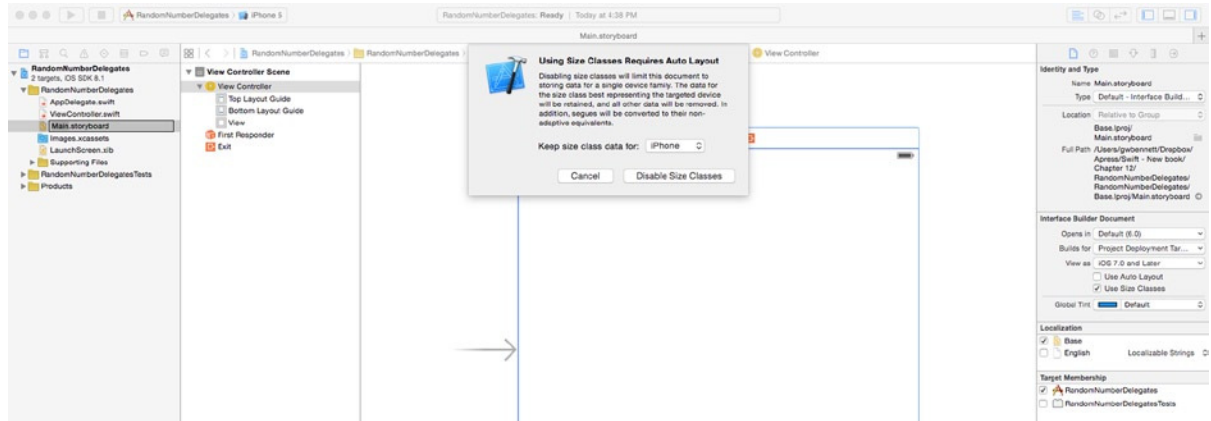 RandomNumberDelegates
iPhone 5
RandomNumberDelegates: Ready | Today at 4:38 PM
Main.storyboard
RandomNumberDelegates
RandomNumberDelegates
View Controller
RandomNumberDelegates
2 targets, iOS SDK 8.1
RandomNumberDelegates
AppDelegate.swift
ViewController.swift
Main.storyboard
Images.xcassets
LaunchScreen.xib
Supporting Files
RandomNumberDelegatesTests
Products
View Controller Scene
View Controller
Top Layout Guide
Bottom Layout Guide
View
First Responder
Exit
Using Size Classes Requires Auto Layout
Disabling size classes will limit this document to
storing data for a single device family. The data for
the size class best representing the targeted device
will be retained, and all other data will be removed. In
addition, segues will be converted to their non-
adaptive equivalents.
Keep size class data for: iPhone
Cancel
Disable Size Classes
Identity and Type
Name Main.storyboard
Type Default - Interface Build...
Location Relative to Group
Base.lproj/
Main.storyboard
Full Path /Users/gwbennett/Dropbox/
Apress/Swift - New book/
Chapter 12/
RandomNumberDelegates/
RandomNumberDelegates/
Base.lproj/Main.storyboard
Interface Builder Document
Opens in Default (6.0)
Builds for Project Deployment Tar...
View as iOS 7.0 and Later
Use Auto Layout
Use Size Classes
Global Tint Default
Localization
Base
English Localizable Strings
Target Membership
RandomNumberDelegates
RandomNumberDelegatesTests